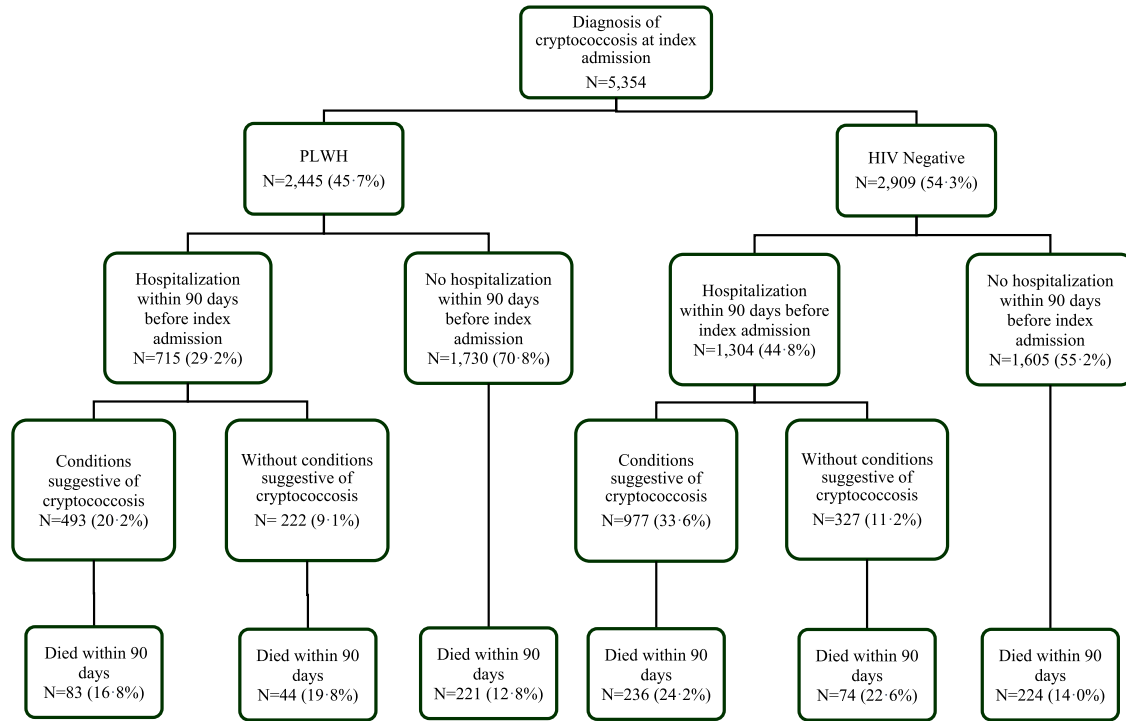 Diagnosis of
cryptococcosis at index
admission
N=5,354
PLWH
N=2,445 (45·7%)
HIV Negative
N=2,909 (54·3%)
Hospitalization
within 90 days
before index
admission
N=715 (29·2%)
No hospitalization
within 90 days
before index
admission
N=1,730 (70·8%)
Hospitalization
within 90 days before
index admission
N=1,304 (44·8%)
No hospitalization
within 90 days
before index
admission
N=1,605 (55·2%)
Conditions
suggestive of
cryptococcosis
N=493 (20·2%)
Without conditions
suggestive of
cryptococcosis
N= 222 (9·1%)
Conditions
suggestive of
cryptococcosis
N=977 (33·6%)
Without conditions
suggestive of
cryptococcosis
N=327 (11·2%)
Died within 90
days
N=83 (16·8%)
Died within 90
days
N=44 (19·8%)
Died within 90
days
N=221 (12·8%)
Died within 90
days
N=236 (24·2%)
Died within 90
days
N=74 (22·6%)
Died within 90
days
N=224 (14·0%)